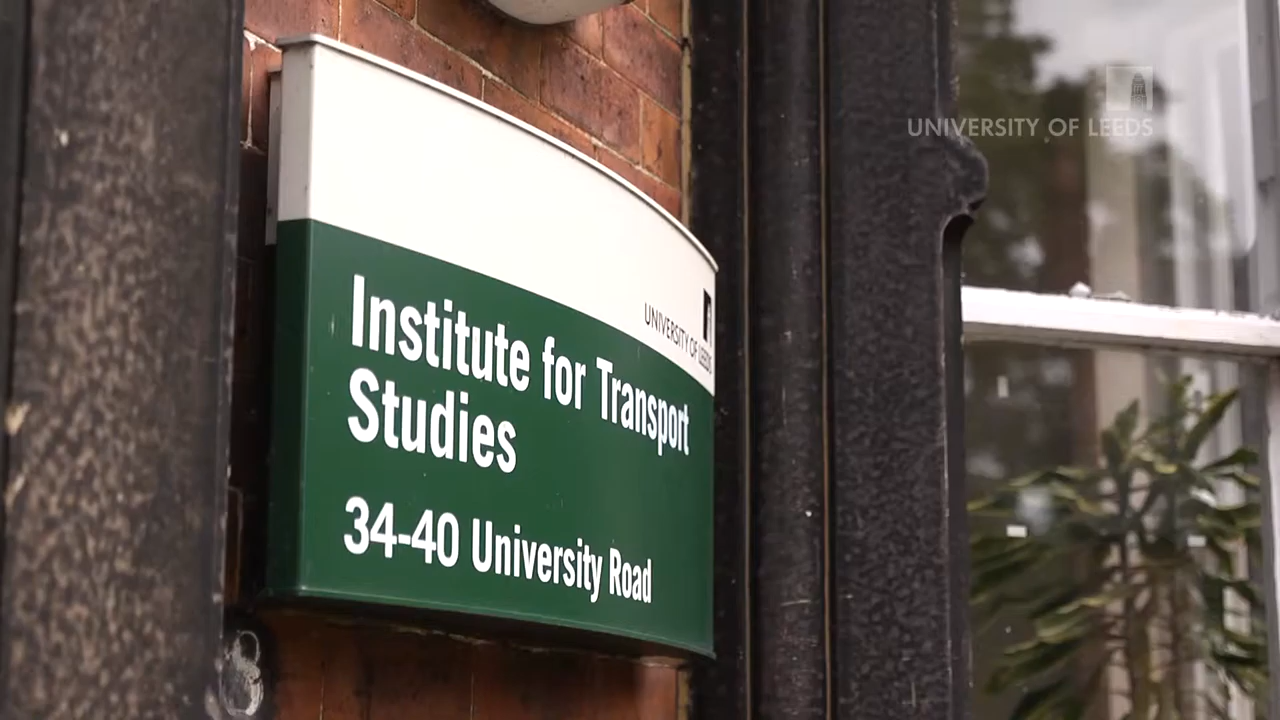 UNIVERSITY OF LEEDS
UNIVERSITY OF LEEDS
Institute for Transport
Studies
34-40 University Road